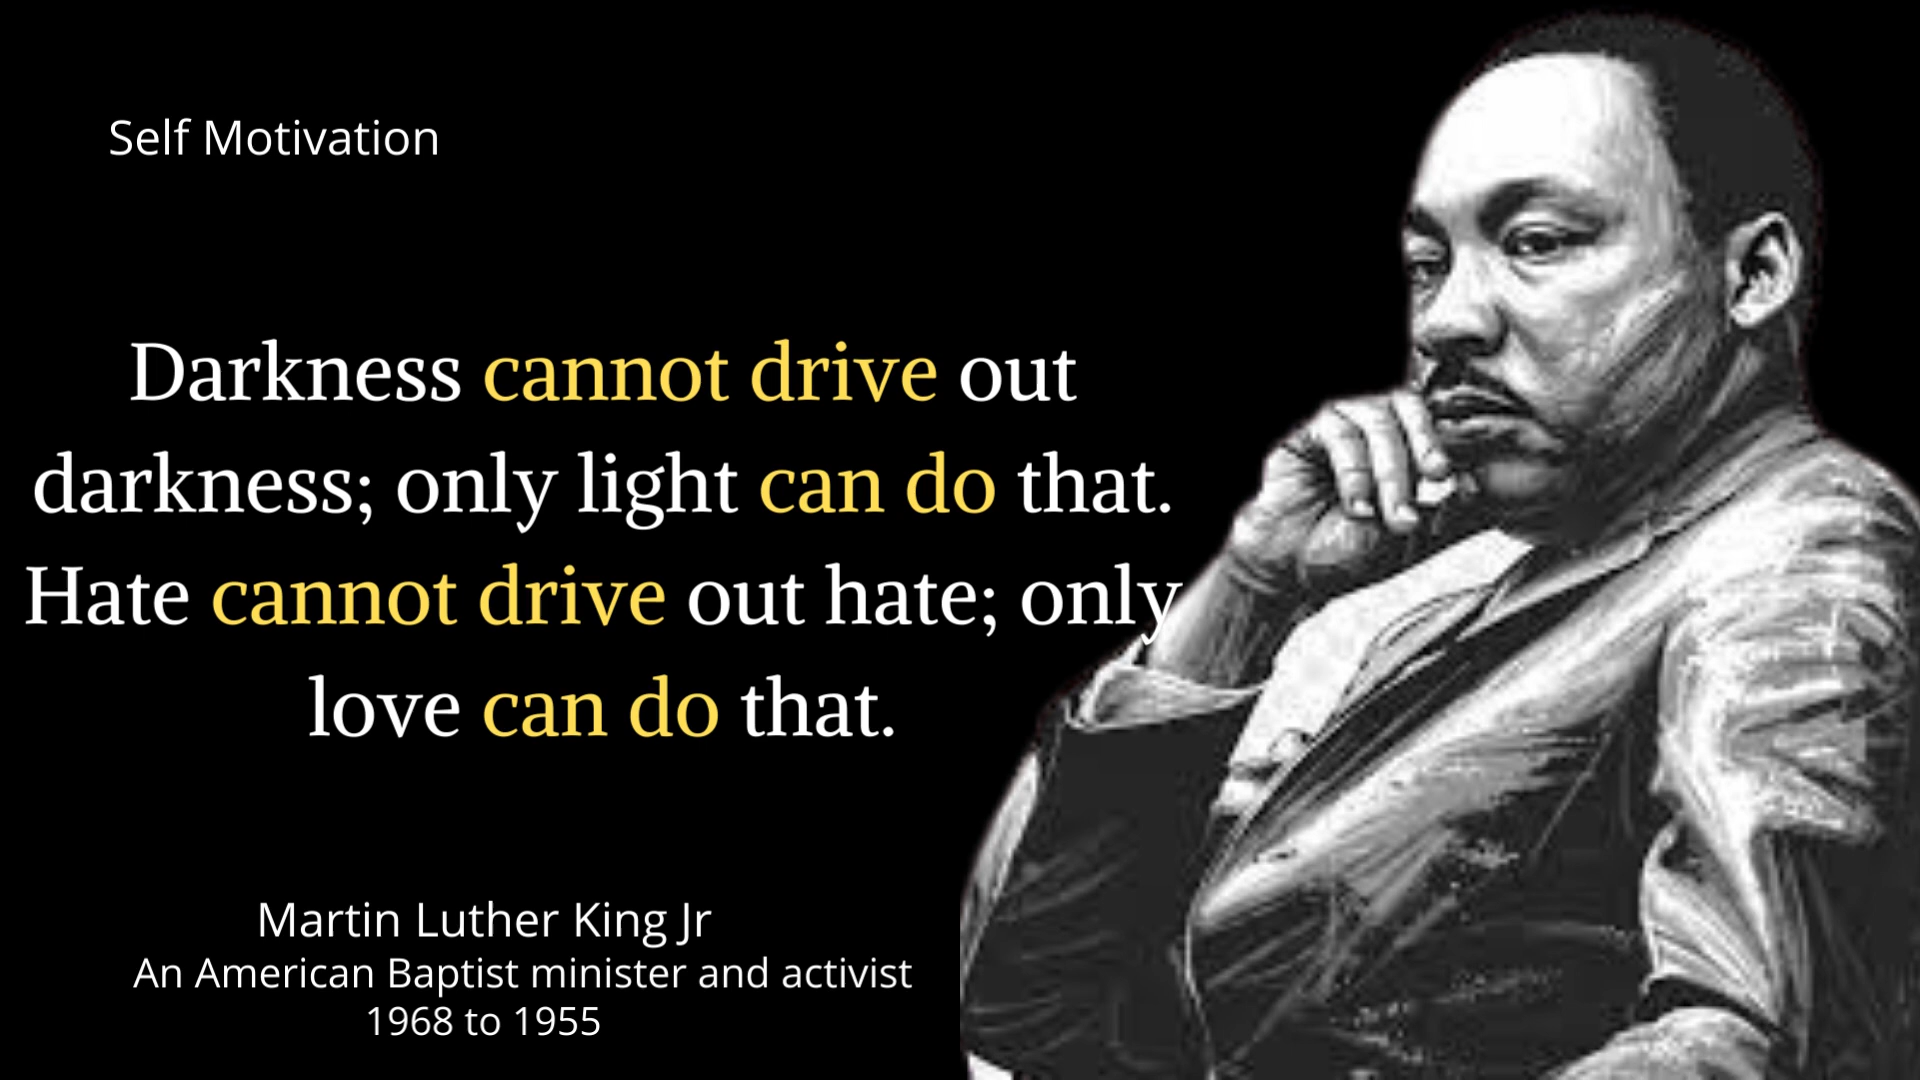 Self Motivation
Darkness cannot drive out
darkness; only light can do that.
Hate cannot drive out hate; only
love can do that.
Martin Luther King Jr
An American Baptist minister and activist
1968 to 1955